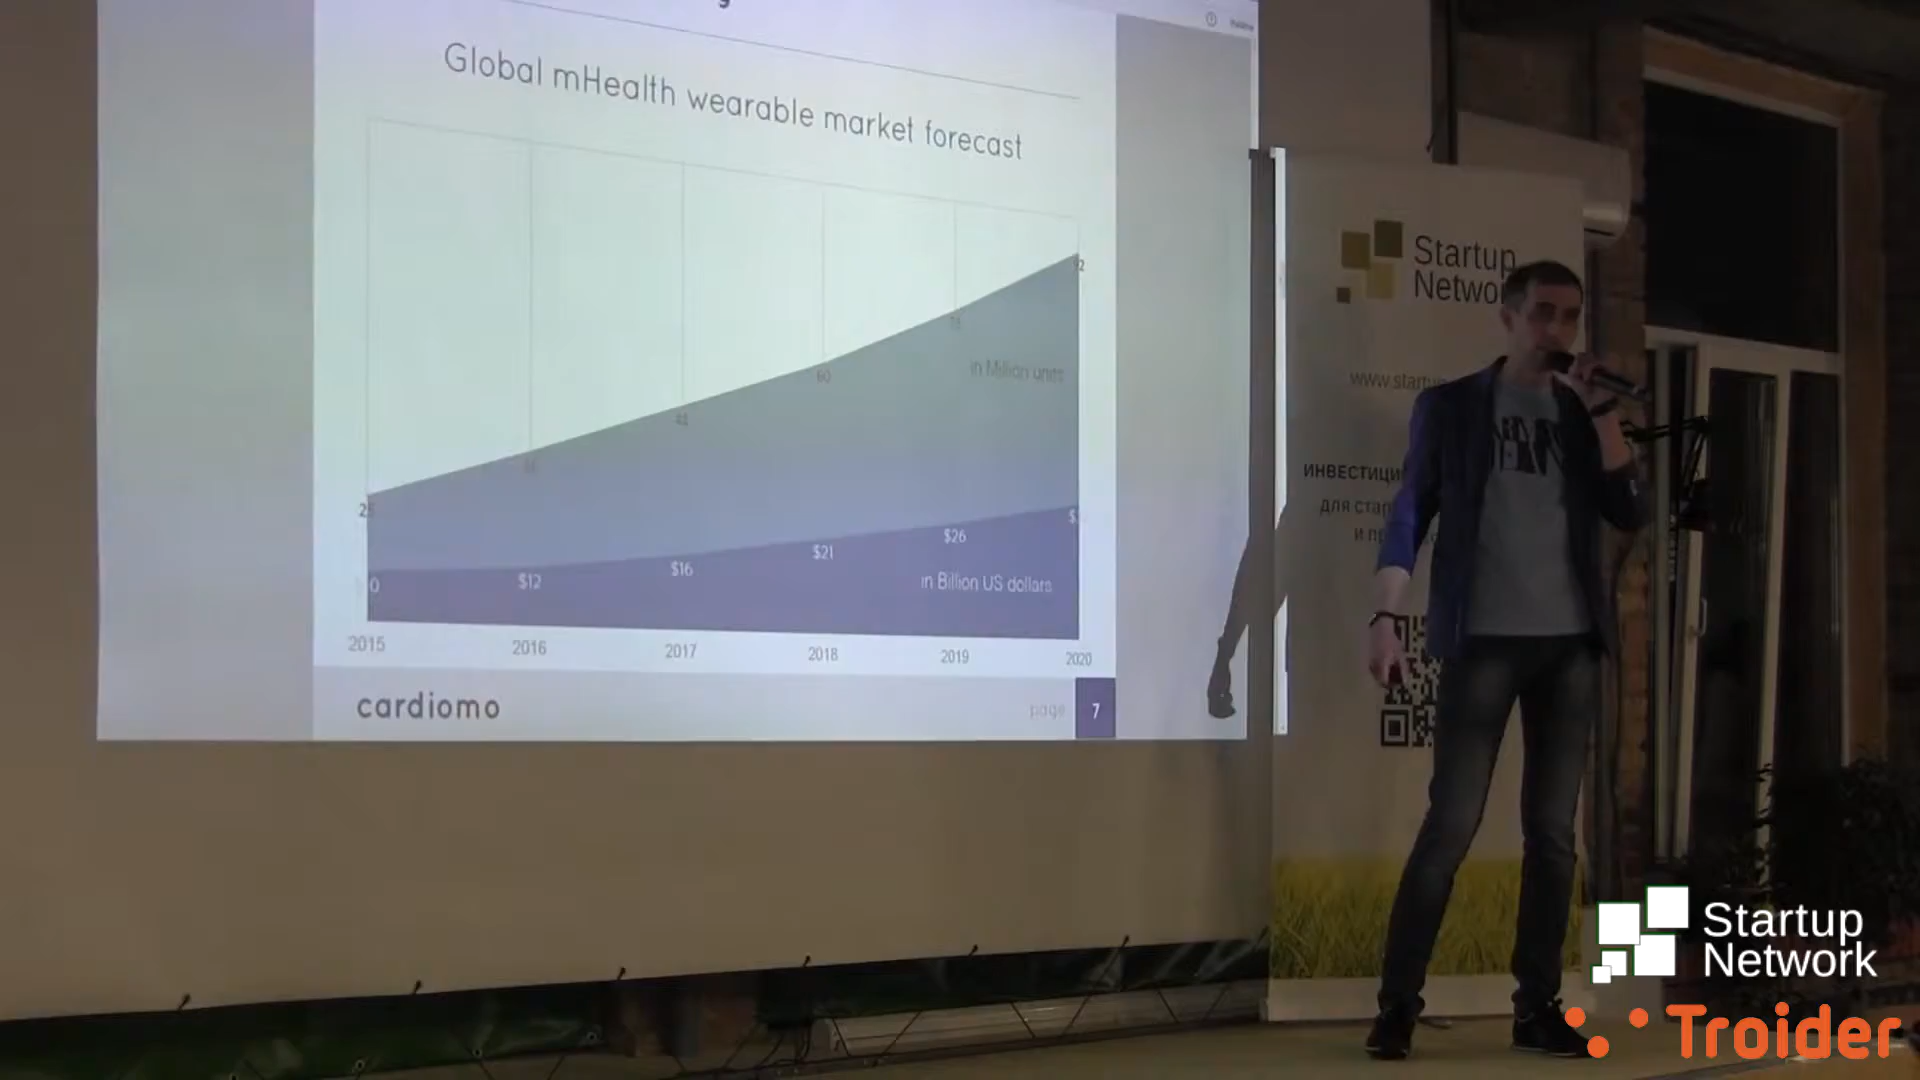 Global mHealth wearable market forecast
25
60
in Million units
$12
$16
$21
$26
in Billion US dollars
2015
2016
2017
2018
2019
2020
cardiomo
page
7
Startup
ИНВЕСТИЦИ
для стар
Startup
Network
Troider